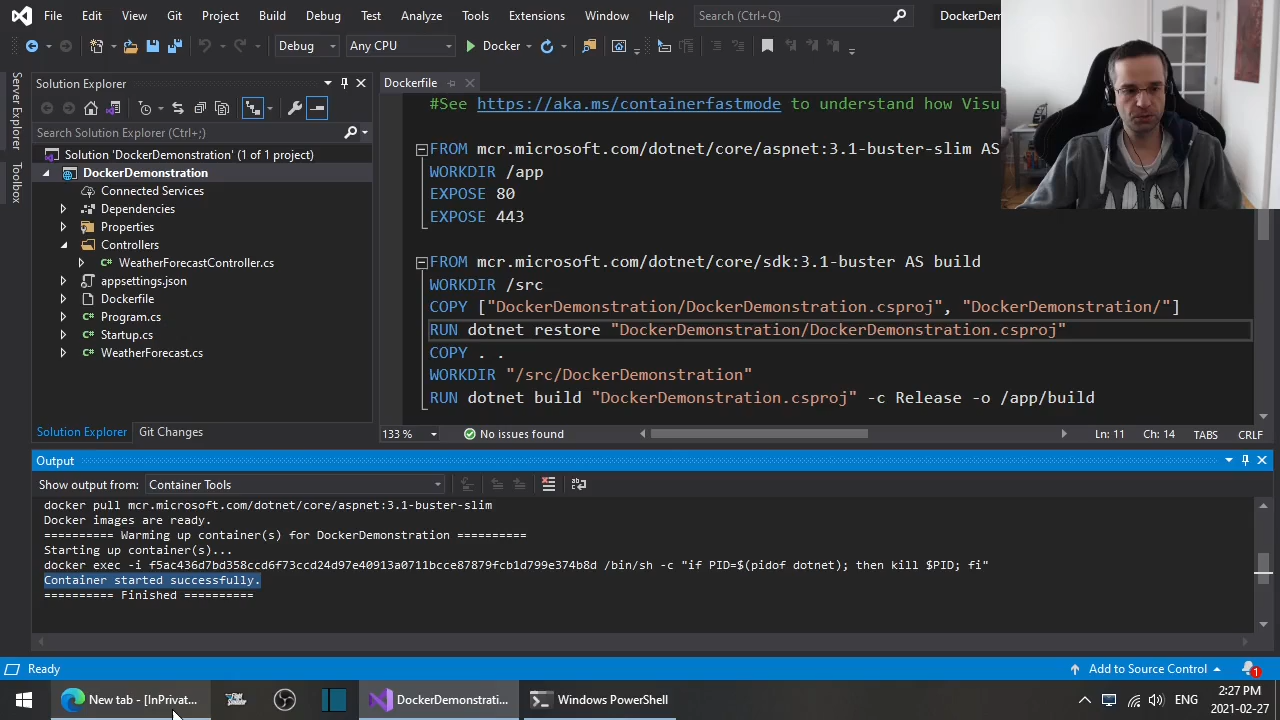 File Edit View Git Project Build Debug Test Analyze Tools Extensions Window Help Search (Ctrl+Q) DockerDem
Debug Any CPU Docker
Server Explorer
Toolbox
Solution Explorer
Search Solution Explorer (Ctrl+;)
Solution 'DockerDemonstration' (1 of 1 project)
DockerDemonstration
Connected Services
Dependencies
Properties
Controllers
WeatherForecastController.cs
appsettings.json
Dockerfile
Program.cs
Startup.cs
WeatherForecast.cs
Solution Explorer Git Changes
Dockerfile
#See https://aka.ms/containerfastmode to understand how Visu
FROM mcr.microsoft.com/dotnet/core/aspnet:3.1-buster-slim AS
WORKDIR /app
EXPOSE 80
EXPOSE 443
FROM mcr.microsoft.com/dotnet/core/sdk:3.1-buster AS build
WORKDIR /src
COPY ["DockerDemonstration/DockerDemonstration.csproj", "DockerDemonstration/"]
RUN dotnet restore "DockerDemonstration/DockerDemonstration.csproj"
COPY . .
WORKDIR "/src/DockerDemonstration"
RUN dotnet build "DockerDemonstration.csproj" -c Release -o /app/build
133 % No issues found Ln: 11 Ch: 14 TABS CRLF
Output
Show output from: Container Tools
docker pull mcr.microsoft.com/dotnet/core/aspnet:3.1-buster-slim
Docker images are ready.
========== Warming up container(s) for DockerDemonstration ==========
Starting up container(s)...
docker exec -i f5ac436d7bd358ccd6f73ccd24d97e40913a0711bcce87879fcb1d799e374b8d /bin/sh -c "if PID=$(pidof dotnet); then kill $PID; fi"
Container started successfully.
========== Finished ==========
Ready Add to Source Control 1
New tab - [InPrivat... DockerDemonstrati... Windows PowerShell ENG
2:27 PM
2021-02-27